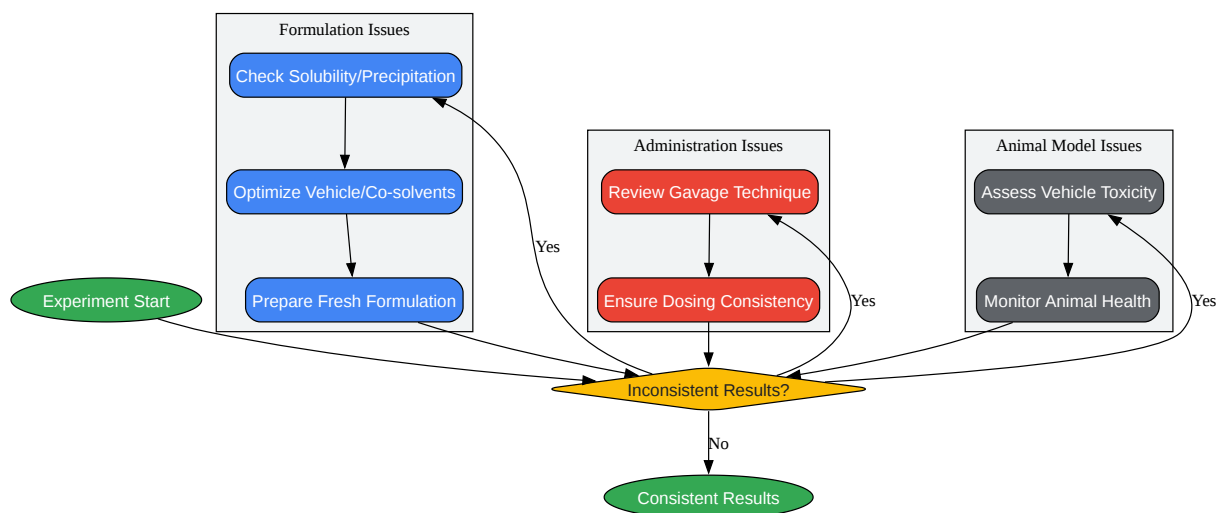 Formulation Issues
Check Solubility/Precipitation
Optimize Vehicle/Co-solvents
Prepare Fresh Formulation
Administration Issues
Review Gavage Technique
Ensure Dosing Consistency
Animal Model Issues
Assess Vehicle Toxicity
Monitor Animal Health
Experiment Start
Yes
Yes
Yes
Inconsistent Results?
No
Consistent Results